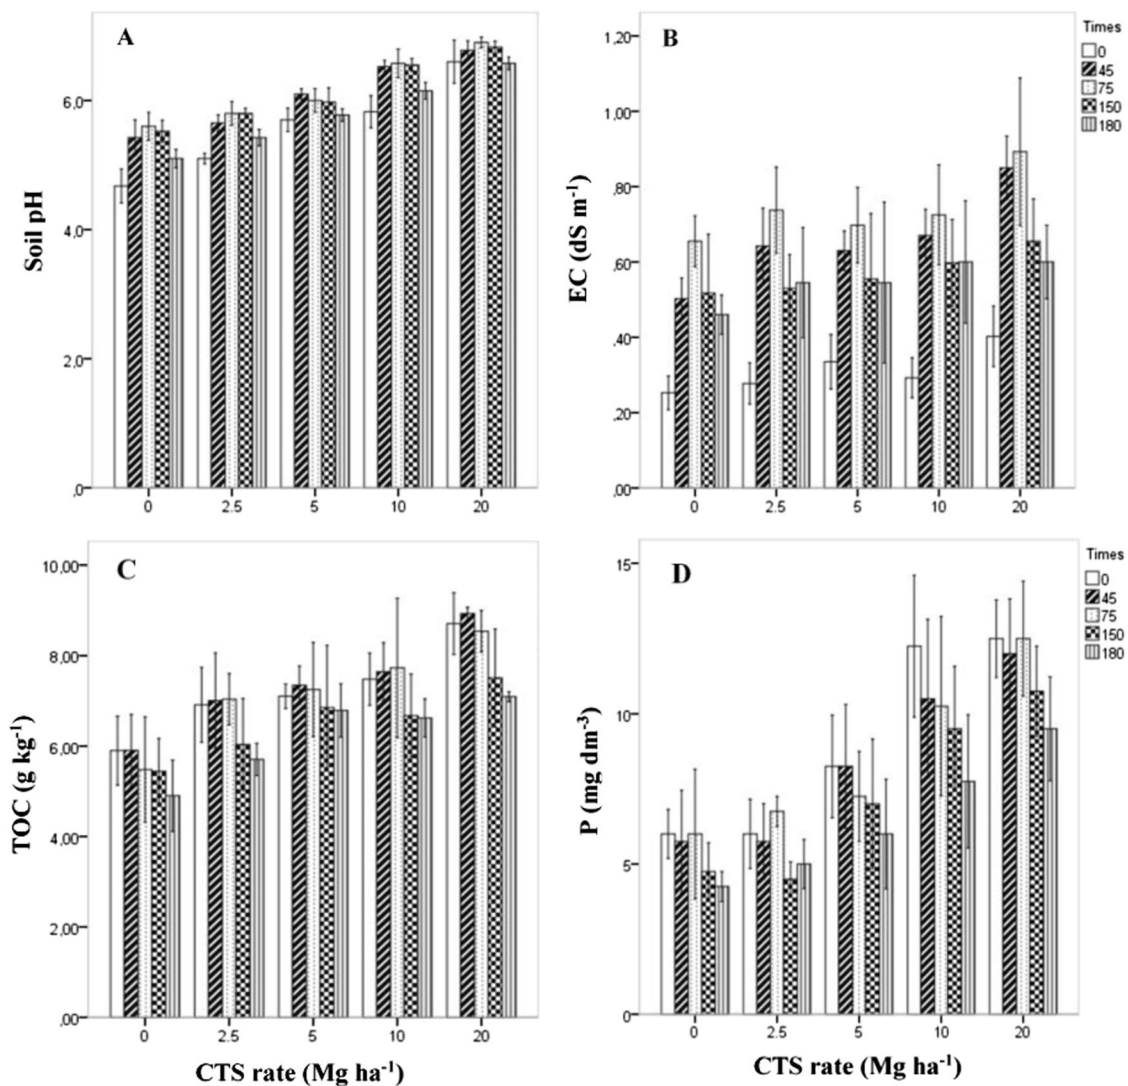 A
Soil pH
6,0
4,0
2,0
,0
0 2.5 5 10 20
B
EC (dS m-1)
1,20
1,00
,80
,60
,40
,20
,00
0 2.5 5 10 20
Times
0
45
75
150
180
C
TOC (g kg-1)
10,00
8,00
6,00
4,00
2,00
,00
0 2.5 5 10 20
CTS rate (Mg ha-1)
D
P (mg dm-3)
15
10
5
0
0 2.5 5 10 20
CTS rate (Mg ha-1)
Times
0
45
75
150
180